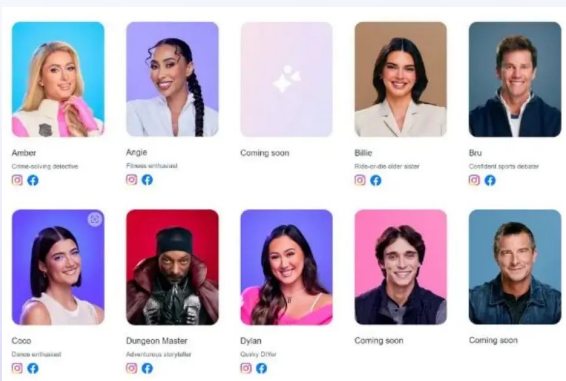 Amber
Crime-solving detective
Angie
Fitness enthusiast
Coming soon
Billie
Ride-or-die older sister
Bru
Confident sports debater
Coco
Dance enthusiast
Dungeon Master
Adventurous storyteller
Dylan
Quirky DIYer
Coming soon
Coming soon